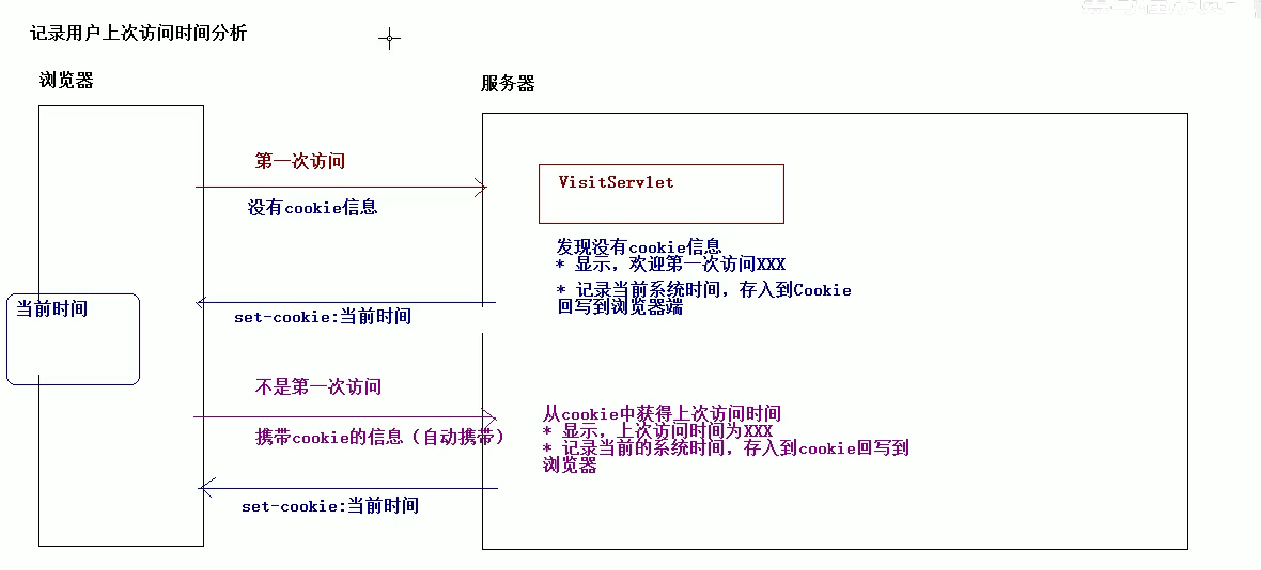 记录用户上次访问时间分析
浏览器
服务器
第一次访问
VisitServlet
没有cookie信息
发现没有cookie信息
* 显示，欢迎第一次访问XXX
* 记录当前系统时间，存入到Cookie
回写到浏览器端
当前时间
set-cookie:当前时间
不是第一次访问
携带cookie的信息（自动携带）
从cookie中获得上次访问时间
* 显示，上次访问时间为XXX
* 记录当前的系统时间，存入到cookie回写到
浏览器
set-cookie:当前时间